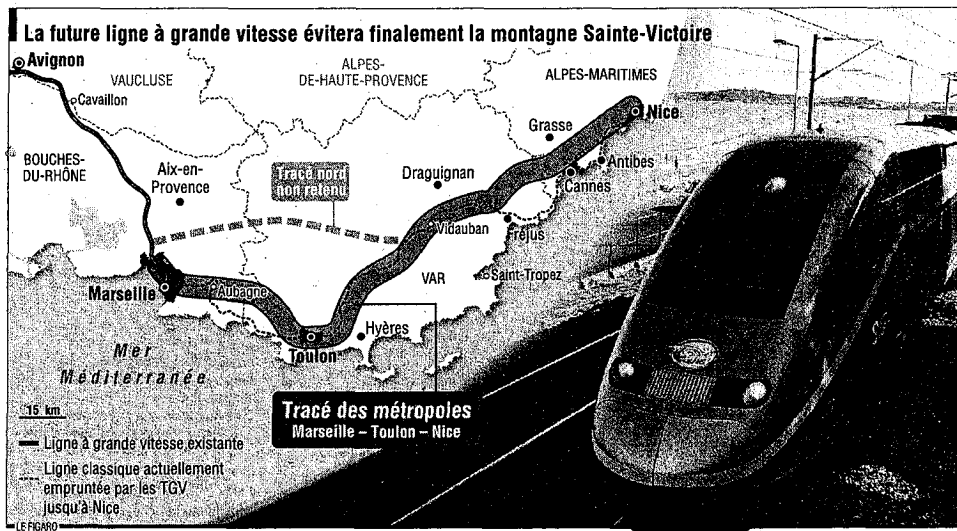 La future ligne à grande vitesse évitera finalement la montagne Sainte-Victoire
Avignon
VAUCLUSE
ALPES-
DE-HAUTE-PROVENCE
ALPES-MARITIMES
Cavaillon
Nice
Grasse
BOUCHES-
DU-RHÔNE
Aix-en-
Provence
Tracé nord
non retenu
Draguignan
Antibes
Cannes
Vidauban
Fréjus
Saint-Tropez
VAR
Marseille
Aubagne
Toulon
Hyères
Mer
Méditerranée
15 km
Tracé des métropoles
Marseille – Toulon – Nice
Ligne à grande vitesse existante
Ligne classique actuellement
empruntée par les TGV
jusqu'à Nice
LE FIGARO